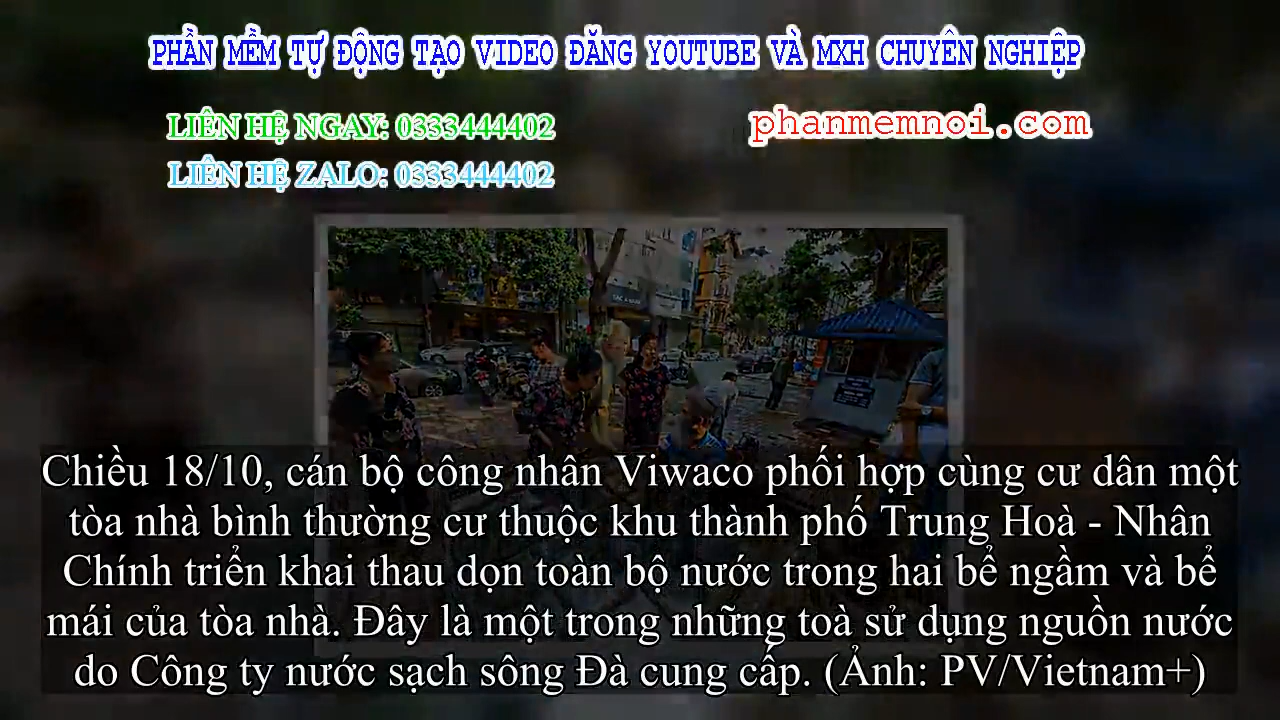 PHẦN MỀM TỰ ĐỘNG TẠO VIDEO ĐĂNG YOUTUBE VÀ MXH CHUYÊN NGHIỆP
LIÊN HỆ NGAY: 0333444402
phanmemnoi.com
LIÊN HỆ ZALO: 0333444402
Chiều 18/10, cán bộ công nhân Viwaco phối hợp cùng cư dân một
tòa nhà bình thường cư thuộc khu thành phố Trung Hoà - Nhân
Chính triển khai thau dọn toàn bộ nước trong hai bể ngầm và bể
mái của tòa nhà. Đây là một trong những toà sử dụng nguồn nước
do Công ty nước sạch sông Đà cung cấp. (Ảnh: PV/Vietnam+)